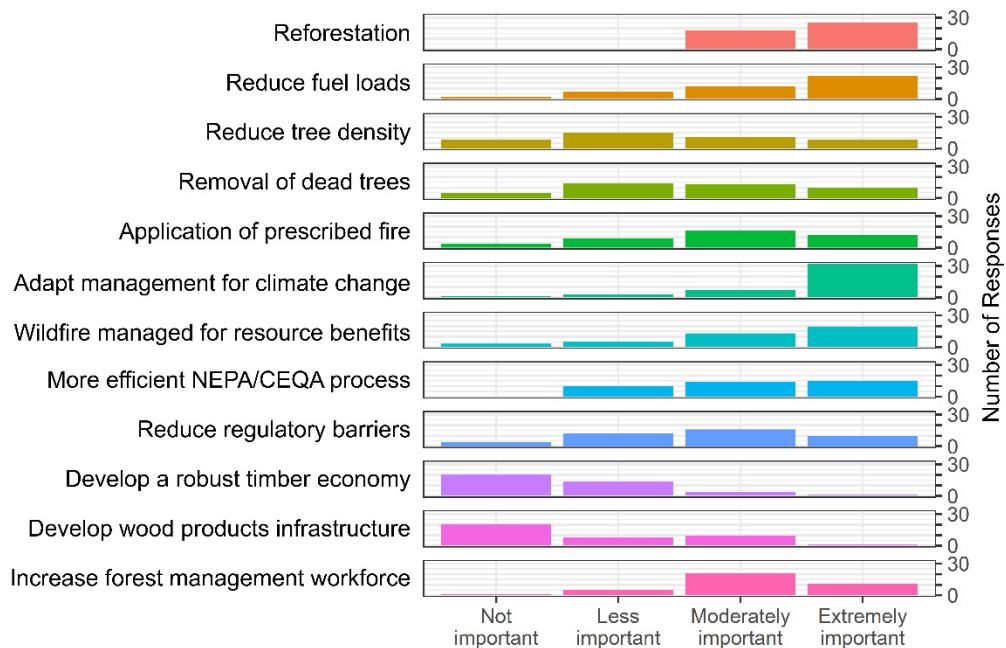 Reforestation
30
0
Reduce fuel loads
30
0
Reduce tree density
30
0
Removal of dead trees
30
0
Application of prescribed fire
30
0
Adapt management for climate change
30
0
Wildfire managed for resource benefits
30
0
More efficient NEPA/CEQA process
30
0
Reduce regulatory barriers
30
0
Develop a robust timber economy
30
0
Develop wood products infrastructure
30
0
Increase forest management workforce
30
0
Number of Responses
Not
important
Less
important
Moderately
important
Extremely
important